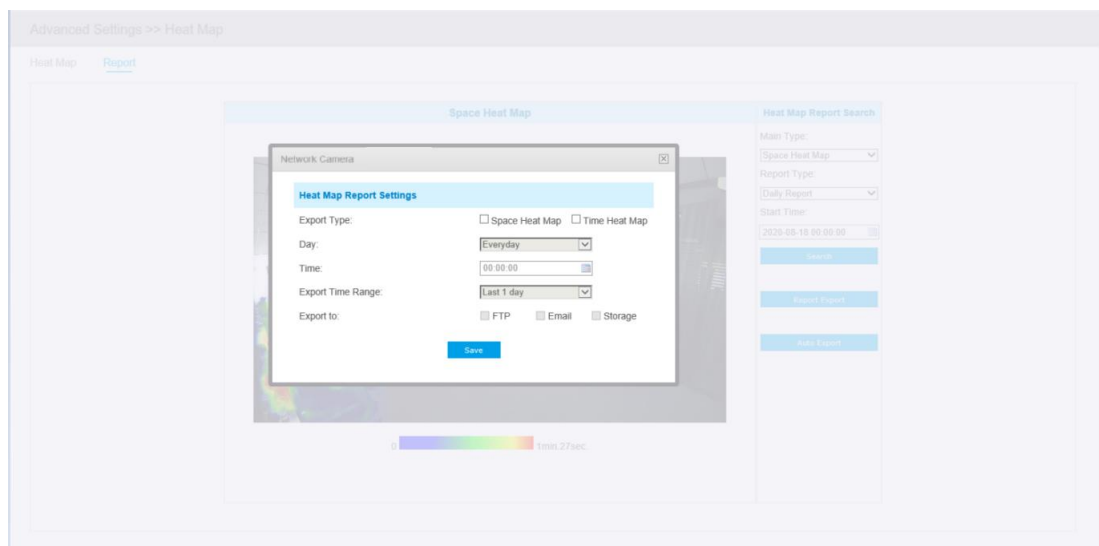 Advanced Settings >> Heat Map
Heat Map Report
Space Heat Map
Heat Map Report Search
Main Type:
Space Heat Map
Report Type:
Daily Report
Start Time:
2020-08-18 00:00:00
Search
Report Export
Auto Export
Network Camera
Heat Map Report Settings
Export Type: Space Heat Map Time Heat Map
Day: Everyday
Time: 00:00:00
Export Time Range: Last 1 day
Export to: FTP Email Storage
Save
0 1min 27sec